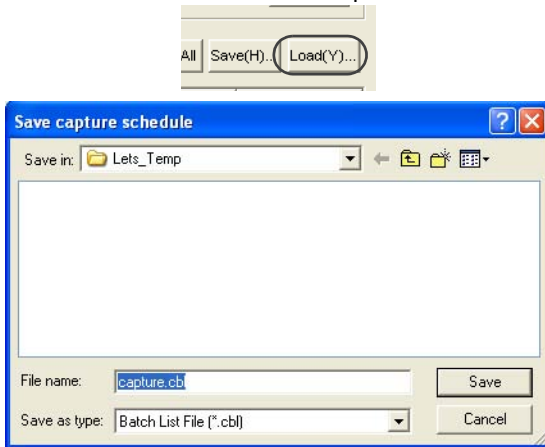 All Save(H).. Load(Y)...
Save capture schedule
Save in: Lets_Temp
File name: capture.cbl Save
Save as type: Batch List File (*.cbl) Cancel